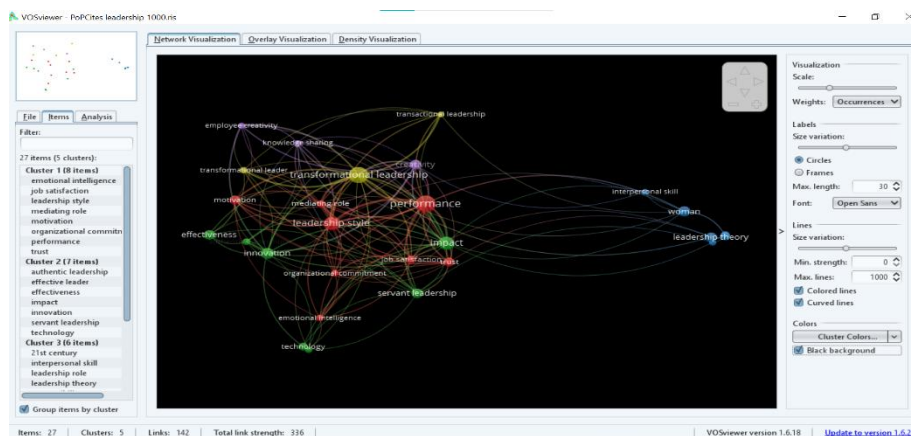 VOSviewer - PoPCites leadership 1000.ris
Network Visualization Overlay Visualization Density Visualization
File Items Analysis
Filter:
27 items (5 clusters):
Cluster 1 (8 items)
emotional intelligence
job satisfaction
leadership style
mediating role
motivation
organizational commitm
performance
trust
Cluster 2 (7 items)
authentic leadership
effective leader
effectiveness
impact
innovation
servant leadership
technology
Cluster 3 (6 items)
21st century
interpersonal skill
leadership role
leadership theory
Group items by cluster
transactional leadership
employee creativity
knowledge sharing
creativity
transformational leader
transformational leadership
interpersonal skill
motivation
mediating role
performance
woman
leadership style
effectiveness
leadership theory
impact
innovation
job satisfaction
trust
organizational commitment
servant leadership
emotional intelligence
technology
Visualization
Scale:
Weights: Occurrences
Labels
Size variation:
Circles
Frames
Max. length: 30
Font: Open Sans
Lines
Size variation:
Min. strength: 0
Max. lines: 1000
Colored lines
Curved lines
Colors
Cluster Colors...
Black background
Items: 27 Clusters: 5 Links: 142 Total link strength: 336 VOSviewer version 1.6.18 Update to version 1.6.2